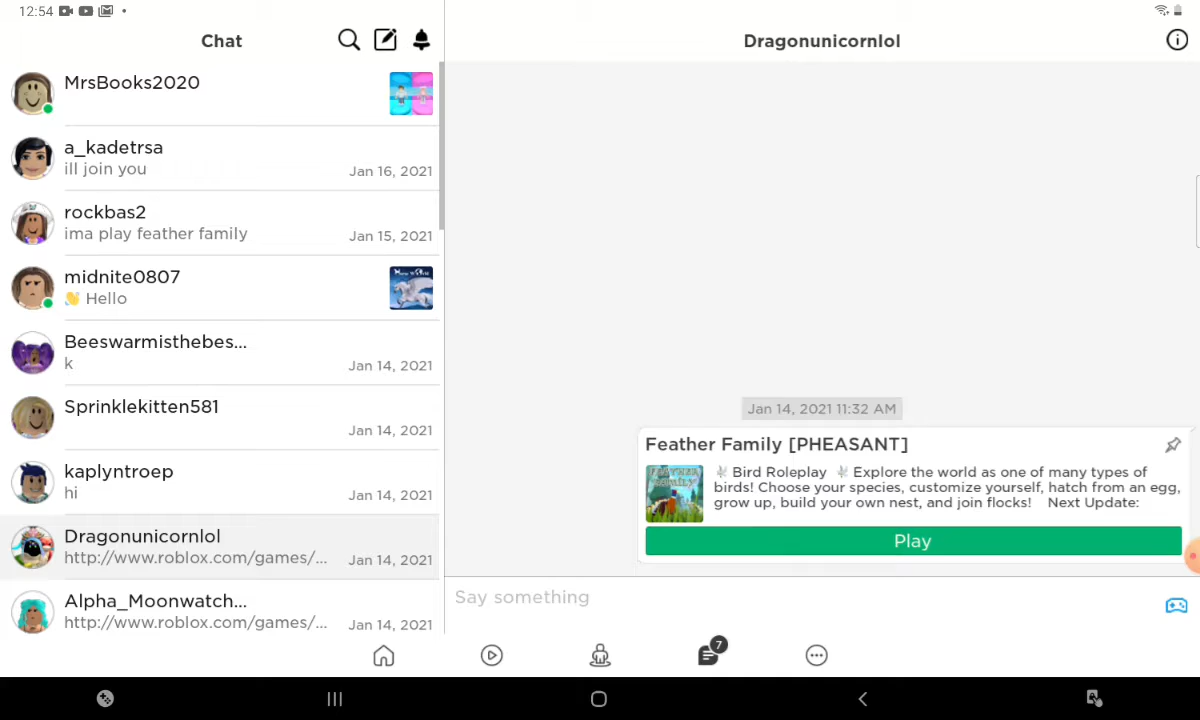 12:54
Chat
MrsBooks2020
a_kadetrsa
ill join you
Jan 16, 2021
rockbas2
ima play feather family
Jan 15, 2021
midnite0807
👋 Hello
Beeswarmisthebes...
k
Jan 14, 2021
Sprinklekitten581
Jan 14, 2021
kaplyntroep
hi
Jan 14, 2021
Dragonunicornlol
http://www.roblox.com/games/...
Jan 14, 2021
Alpha_Moonwatch...
http://www.roblox.com/games/...
Jan 14, 2021
Dragonunicornlol
Jan 14, 2021 11:32 AM
Feather Family [PHEASANT]
FEATHER
FAMILY
🕊 Bird Roleplay 🕊 Explore the world as one of many types of
birds! Choose your species, customize yourself, hatch from an egg,
grow up, build your own nest, and join flocks! Next Update:
Play
Say something
7